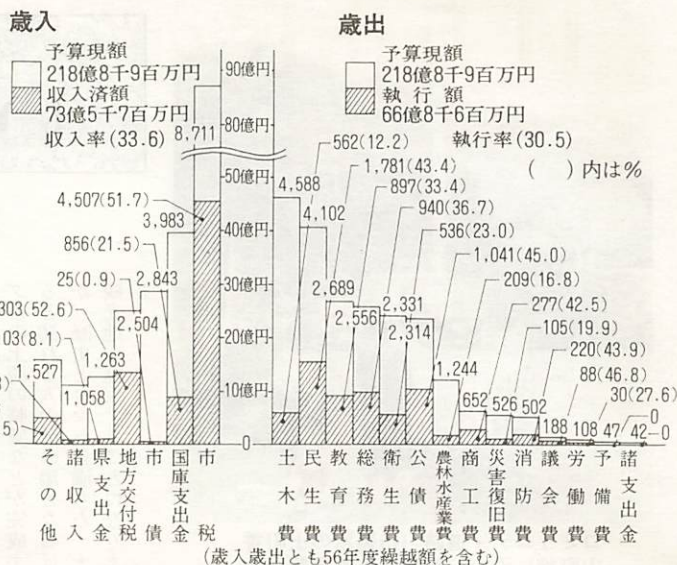 歳入
予算現額
218億8千9百万円
収入済額
73億5千7百万円
収入率(33.6)
8,711
4,507(51.7)
3,983
856(21.5)
25(0.9)
2,843
303(52.6)
2,504
03(8.1)
1,263
1,527
1,058
5)
その他
諸収入
県支出金
地方交付税
市債
国庫支出金
市税
90億円
80億円
50億円
40億円
30億円
20億円
10億円
0
歳出
予算現額
218億8千9百万円
執行額
66億8千6百万円
執行率(30.5)
( )内は%
562(12.2)
1,781(43.4)
897(33.4)
940(36.7)
536(23.0)
1,041(45.0)
209(16.8)
277(42.5)
105(19.9)
220(43.9)
88(46.8)
30(27.6)
0
0
4,588
4,102
2,689
2,556
2,331
2,314
1,244
652
526
502
188
108
47
42
土木費
民生費
教育費
総務費
衛生費
公債費
農林水産業費
商工費
災害復旧費
消防費
議会費
労働費
予備費
諸支出金
(歳入歳出とも56年度繰越額を含む)